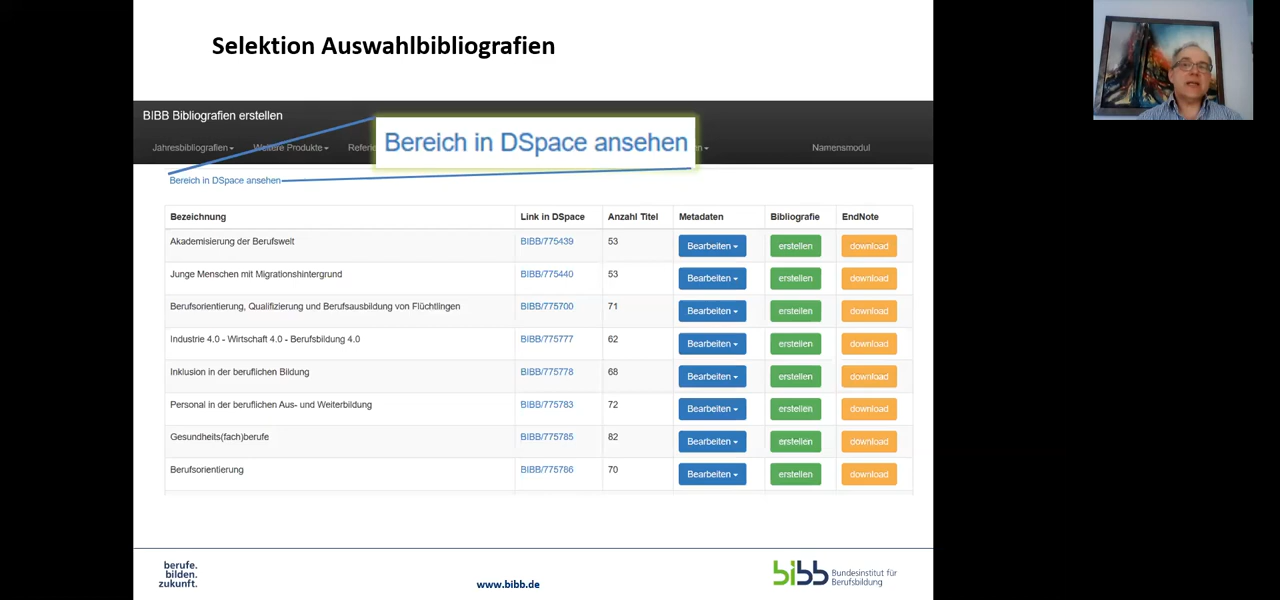 Selektion Auswahlbibliografien
BIBB Bibliografien erstellen
Jahresbibliografien Weitere Produkte Namensmodul
Bereich in DSpace ansehen
Bereich in DSpace ansehen
Bezeichnung Link in DSpace Anzahl Titel Metadaten Bibliografie EndNote
Akademisierung der Berufswelt BIBB/775439 53 Bearbeiten erstellen download
Junge Menschen mit Migrationshintergrund BIBB/775440 53 Bearbeiten erstellen download
Berufsorientierung, Qualifizierung und Berufsausbildung von Flüchtlingen BIBB/775700 71 Bearbeiten erstellen download
Industrie 4.0 - Wirtschaft 4.0 - Berufsbildung 4.0 BIBB/775777 62 Bearbeiten erstellen download
Inklusion in der beruflichen Bildung BIBB/775778 68 Bearbeiten erstellen download
Personal in der beruflichen Aus- und Weiterbildung BIBB/775783 72 Bearbeiten erstellen download
Gesundheits(fach)berufe BIBB/775785 82 Bearbeiten erstellen download
Berufsorientierung BIBB/775786 70 Bearbeiten erstellen download
berufe.
bilden.
zukunft.
www.bibb.de
bibb Bundesinstitut für
Berufsbildung